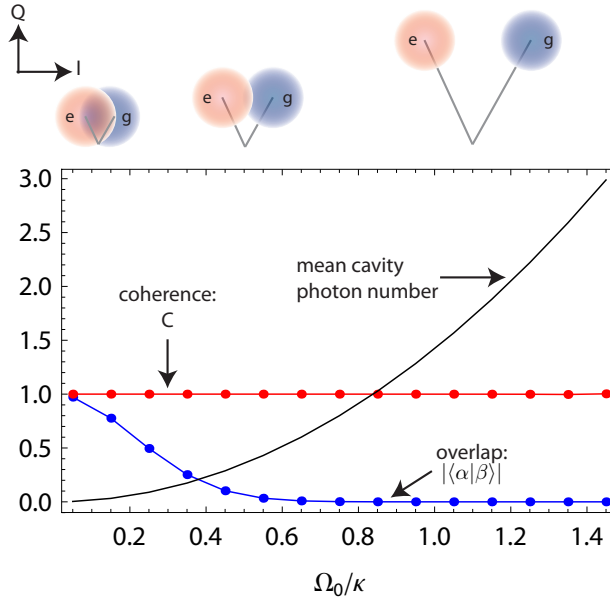 Q
I
e
g
e
g
e
g
3.0
2.5
2.0
1.5
1.0
0.5
0.0
mean cavity
photon number
coherence:
C
overlap:
|⟨α|β⟩|
0.2
0.4
0.6
0.8
1.0
1.2
1.4
Ω₀/κ